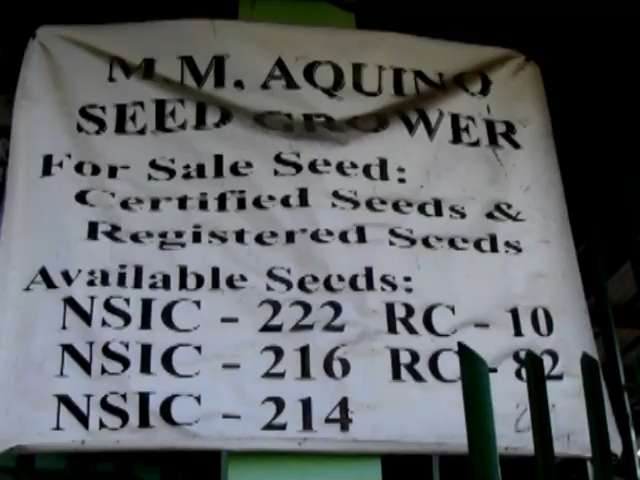 M M. AQUINO
SEED GROWER
For Sale Seed:
Certified Seeds &
Registered Seeds
Available Seeds:
NSIC - 222 RC - 10
NSIC - 216 RC - 82
NSIC - 214